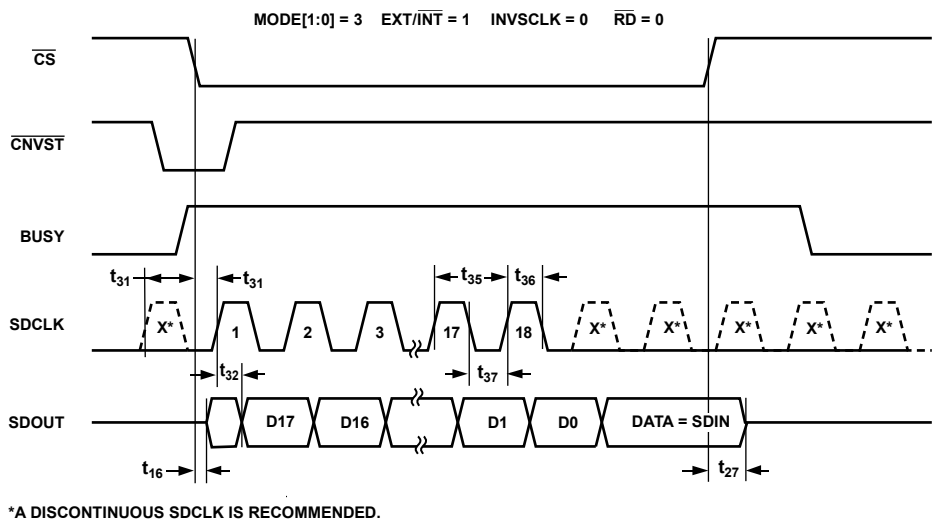 MODE[1:0] = 3 EXT/INT = 1 INVSCLK = 0 RD = 0
CS
CNVST
BUSY
t31 t31 t35 t36
SDCLK X* 1 2 3 17 18 X* X* X* X* X*
t32 t37
SDOUT D17 D16 D1 D0 DATA = SDIN
t16 t27
*A DISCONTINUOUS SDCLK IS RECOMMENDED.